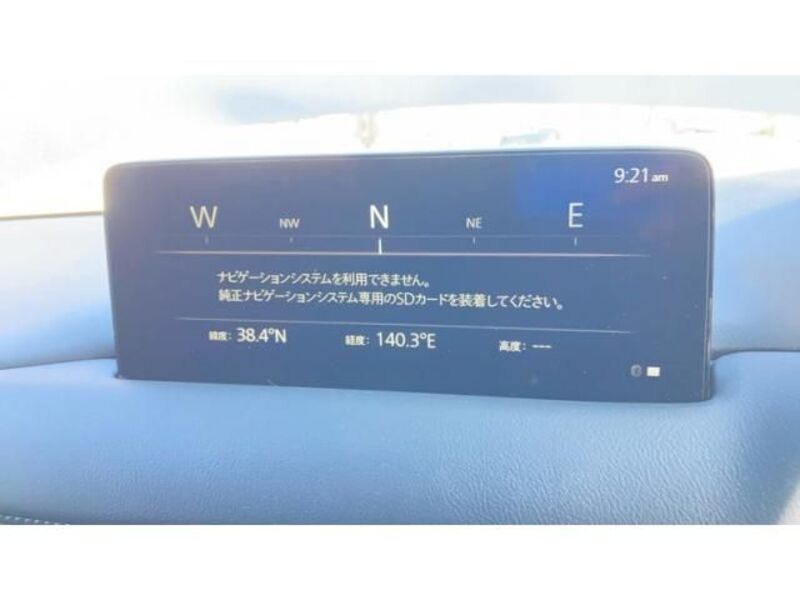 9:21 am
W NW N NE E
ナビゲーションシステムを利用できません。
純正ナビゲーションシステム専用のSDカードを装着してください。
緯度: 38.4°N 経度: 140.3°E 高度: ---